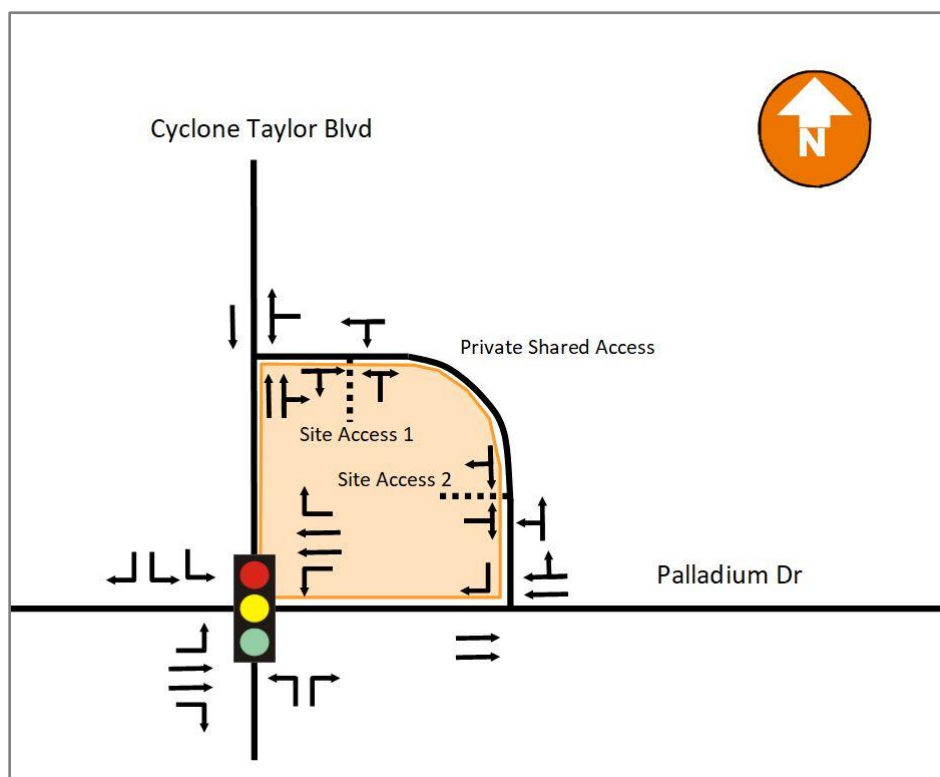 Cyclone Taylor Blvd
N
Private Shared Access
Site Access 1
Site Access 2
Palladium Dr